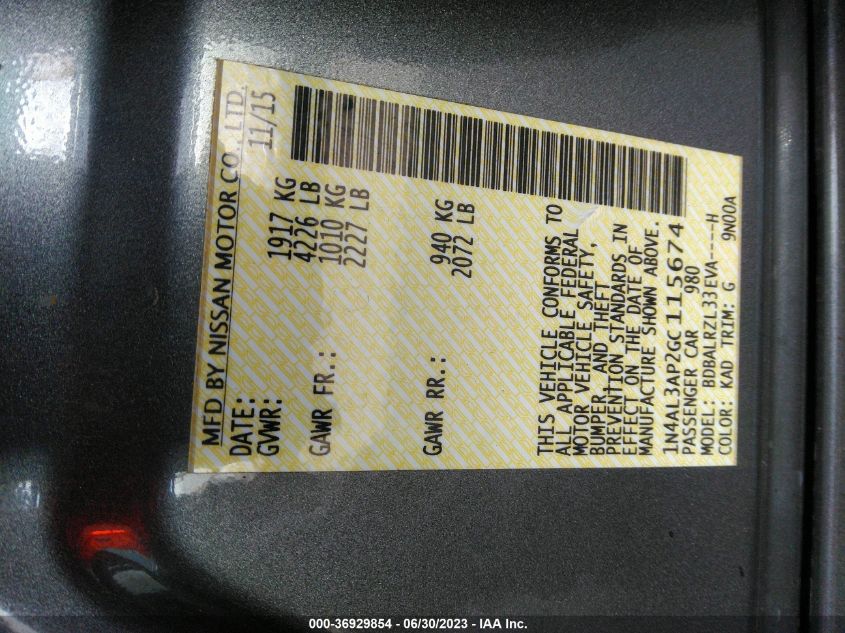 MFD BY NISSAN MOTOR CO., LTD.
DATE: 11/15
GVWR: 1917 KG
4226 LB
GAWR FR.: 1010 KG
2227 LB
GAWR RR.: 940 KG
2072 LB
THIS VEHICLE CONFORMS TO
ALL APPLICABLE FEDERAL
MOTOR VEHICLE SAFETY,
BUMPER, AND THEFT
PREVENTION STANDARDS IN
EFFECT ON THE DATE OF
MANUFACTURE SHOWN ABOVE.
1N4AL3AP2GC115674
PASSENGER CAR 980
MODEL: BDBALRZL33EVA----H
COLOR: KAD TRIM: G 9N00A
000-36929854 - 06/30/2023 - IAA Inc.